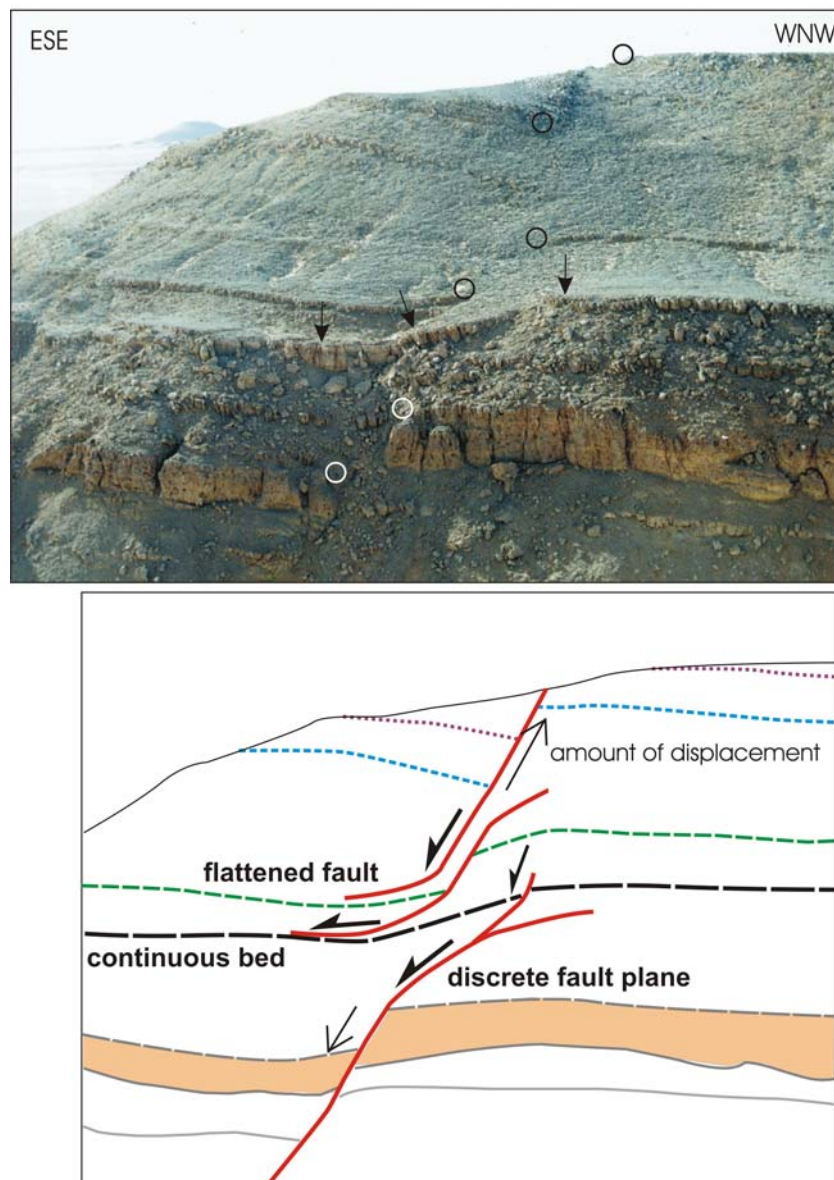 ESE
WNW
amount of displacement
flattened fault
continuous bed
discrete fault plane